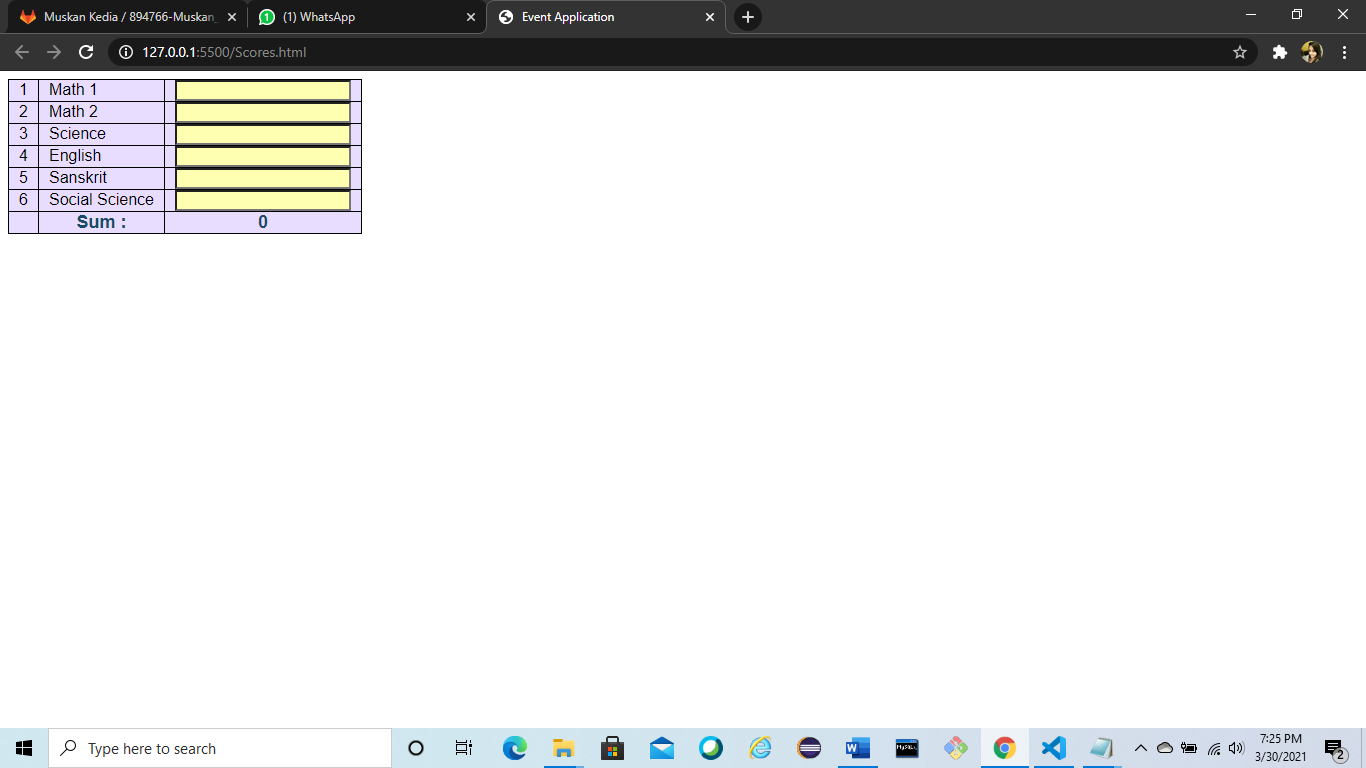 Muskan Kedia / 894766-Muskan_
(1) WhatsApp
Event Application
127.0.0.1:5500/Scores.html
1 Math 1
2 Math 2
3 Science
4 English
5 Sanskrit
6 Social Science
Sum : 0
Type here to search
MySQL
7:25 PM
3/30/2021
2